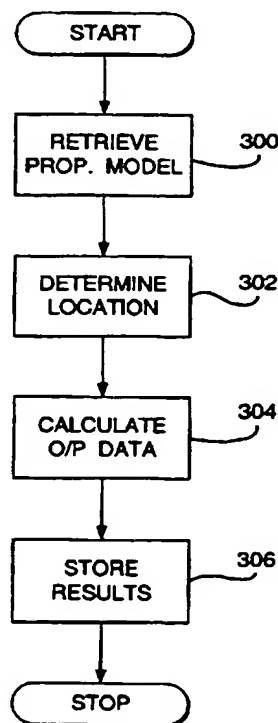 START
RETRIEVE
PROP. MODEL
300
DETERMINE
LOCATION
302
CALCULATE
O/P DATA
304
STORE
RESULTS
306
STOP